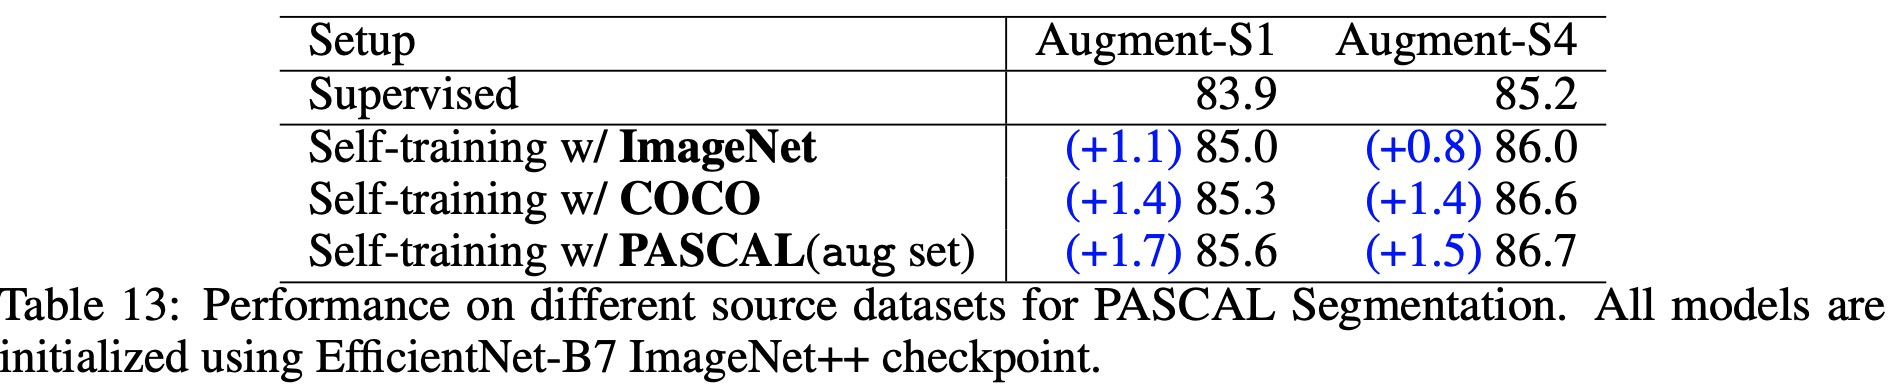 Setup Augment-S1 Augment-S4
Supervised 83.9 85.2
Self-training w/ ImageNet (+1.1) 85.0 (+0.8) 86.0
Self-training w/ COCO (+1.4) 85.3 (+1.4) 86.6
Self-training w/ PASCAL(aug set) (+1.7) 85.6 (+1.5) 86.7
Table 13: Performance on different source datasets for PASCAL Segmentation. All models are
initialized using EfficientNet-B7 ImageNet++ checkpoint.